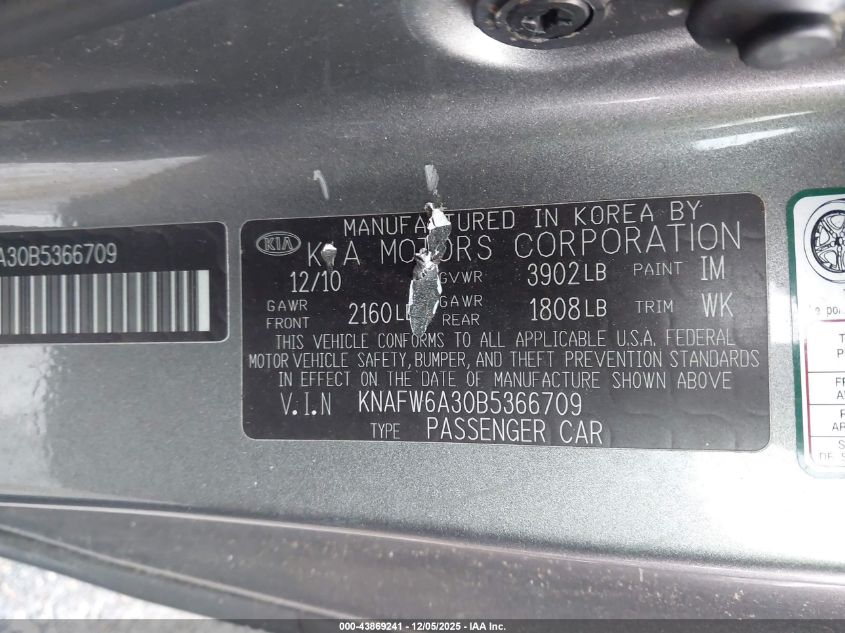 A30B5366709
MANUFACTURED IN KOREA BY
KIA KIA MOTORS CORPORATION
12/10 GVWR 3902LB PAINT IM
GAWR FRONT 2160L GAWR REAR 1808LB TRIM WK
THIS VEHICLE CONFORMS TO ALL APPLICABLE U.S.A. FEDERAL
MOTOR VEHICLE SAFETY, BUMPER, AND THEFT PREVENTION STANDARDS
IN EFFECT ON THE DATE OF MANUFACTURE SHOWN ABOVE
V.I.N KNAFW6A30B5366709
TYPE PASSENGER CAR
000-43869241 - 12/05/2025 - IAA Inc.